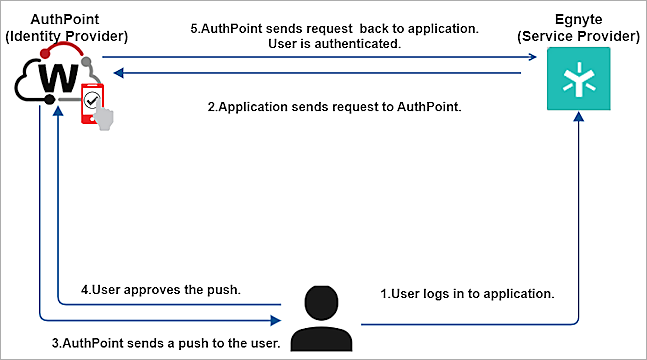 AuthPoint
(Identity Provider)
Egnyte
(Service Provider)
5.AuthPoint sends request back to application.
User is authenticated.
W
2.Application sends request to AuthPoint.
4.User approves the push.
1.User logs in to application.
3.AuthPoint sends a push to the user.